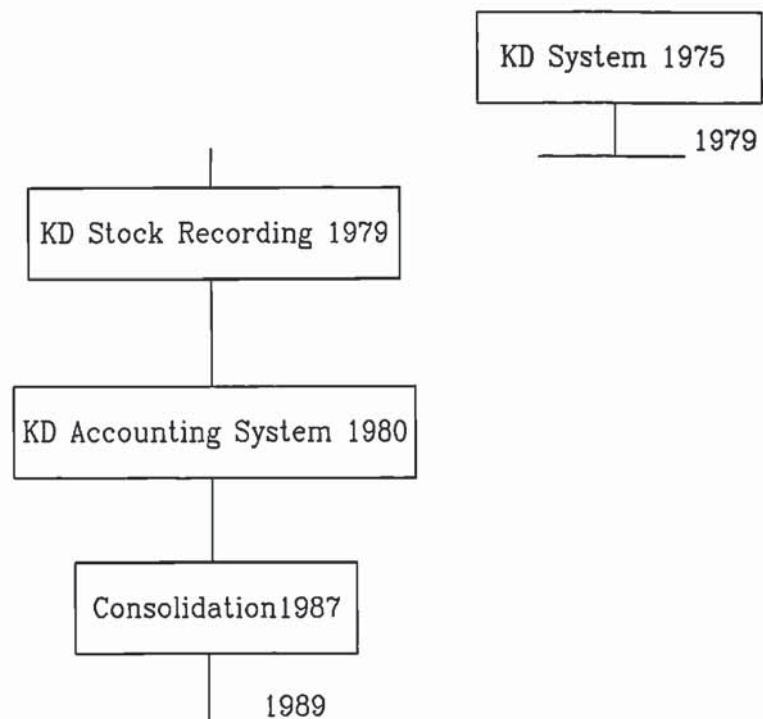 KD System 1975
1979
KD Stock Recording 1979
KD Accounting System 1980
Consolidation1987
1989